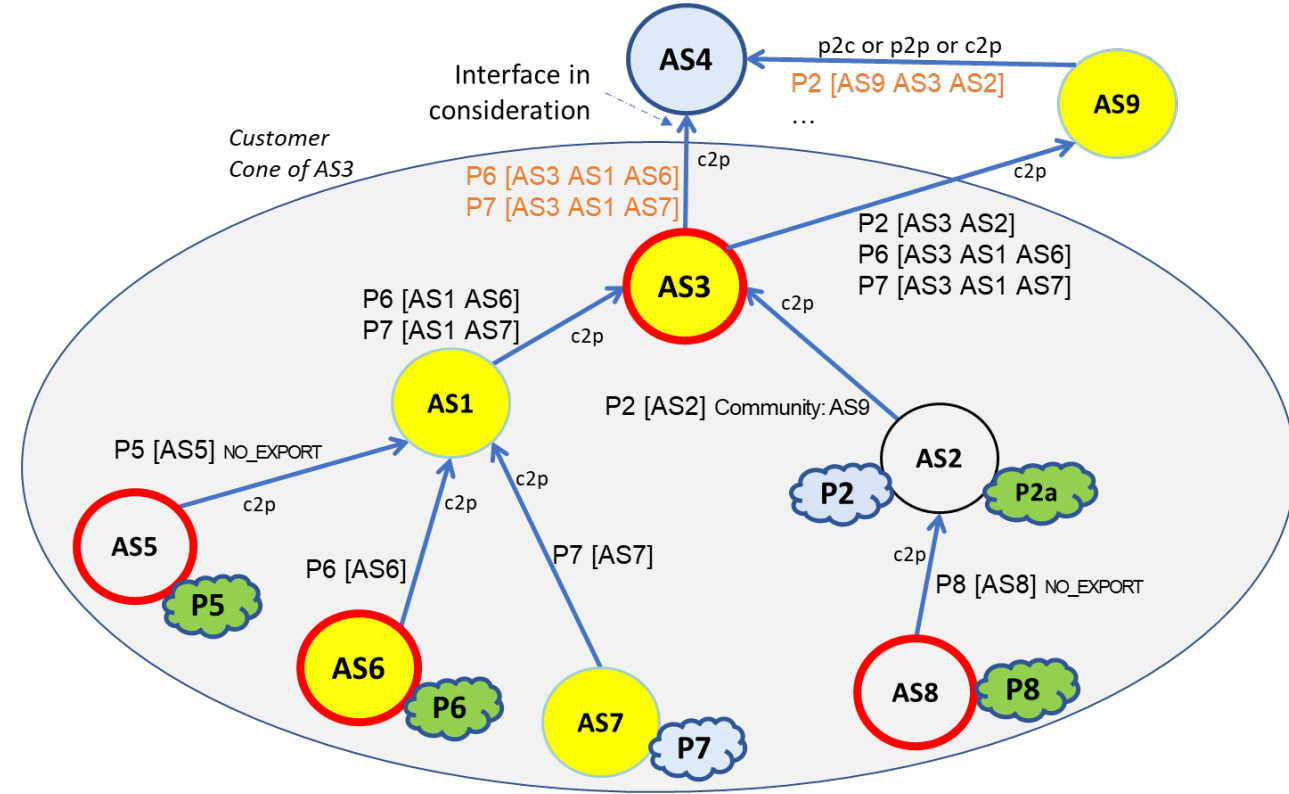 AS4
p2c or p2p or c2p
P2 [AS9 AS3 AS2]
...
AS9
Interface in
consideration
Customer
Cone of AS3
c2p
P6 [AS3 AS1 AS6]
P7 [AS3 AS1 AS7]
c2p
P2 [AS3 AS2]
P6 [AS3 AS1 AS6]
P7 [AS3 AS1 AS7]
AS3
P6 [AS1 AS6]
P7 [AS1 AS7]
c2p
c2p
AS1
P2 [AS2] Community: AS9
P5 [AS5] NO_EXPORT
c2p
AS2
P2
P2a
c2p
c2p
AS5
P5
P6 [AS6]
P7 [AS7]
c2p
P8 [AS8] NO_EXPORT
AS6
P6
AS7
P7
AS8
P8